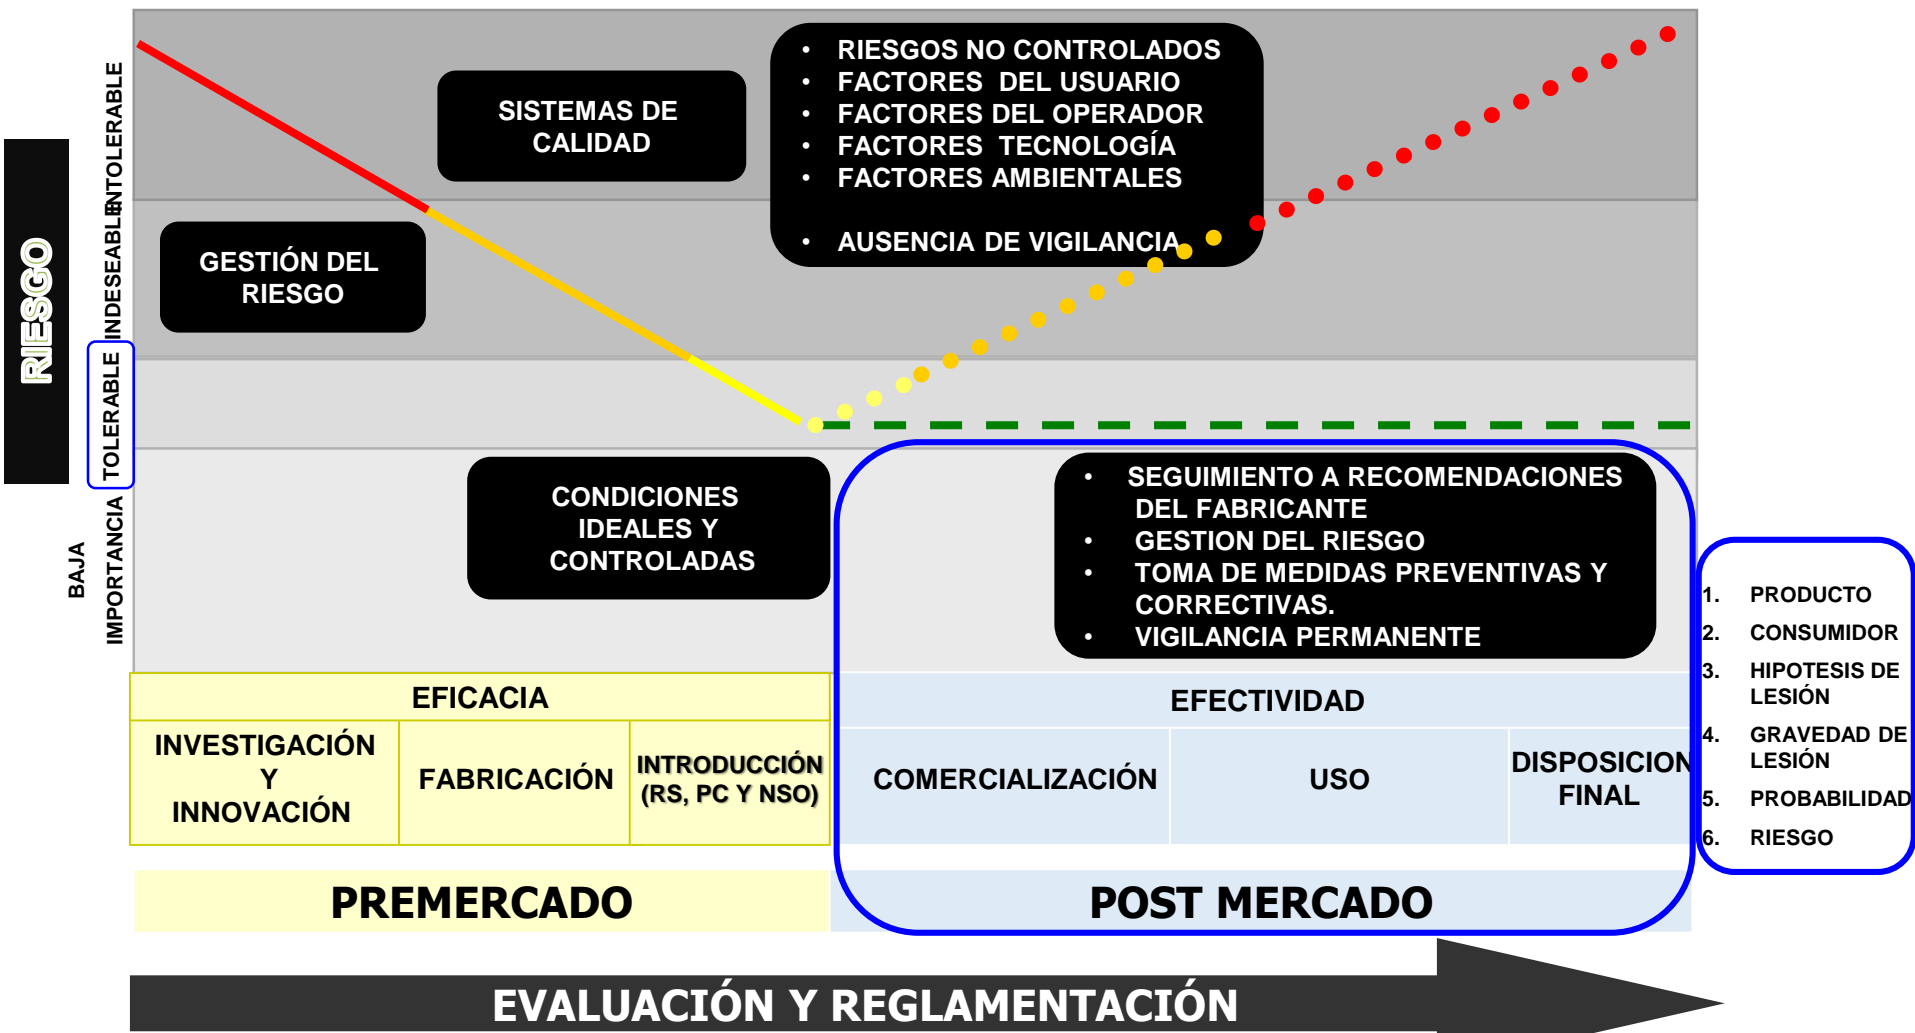 RIESGO
INTOLERABLE
INDESEABLE
TOLERABLE
BAJA
IMPORTANCIA
SISTEMAS DE
CALIDAD
• RIESGOS NO CONTROLADOS
• FACTORES DEL USUARIO
• FACTORES DEL OPERADOR
• FACTORES TECNOLOGÍA
• FACTORES AMBIENTALES
• AUSENCIA DE VIGILANCIA
GESTIÓN DEL
RIESGO
CONDICIONES
IDEALES Y
CONTROLADAS
• SEGUIMIENTO A RECOMENDACIONES
DEL FABRICANTE
• GESTION DEL RIESGO
• TOMA DE MEDIDAS PREVENTIVAS Y
CORRECTIVAS.
• VIGILANCIA PERMANENTE
1. PRODUCTO
2. CONSUMIDOR
3. HIPOTESIS DE
LESIÓN
4. GRAVEDAD DE
LESIÓN
5. PROBABILIDAD
6. RIESGO
EFICACIA
EFECTIVIDAD
INVESTIGACIÓN
Y
INNOVACIÓN
FABRICACIÓN
INTRODUCCIÓN
(RS, PC Y NSO)
COMERCIALIZACIÓN
USO
DISPOSICION
FINAL
PREMERCADO
POST MERCADO
EVALUACIÓN Y REGLAMENTACIÓN